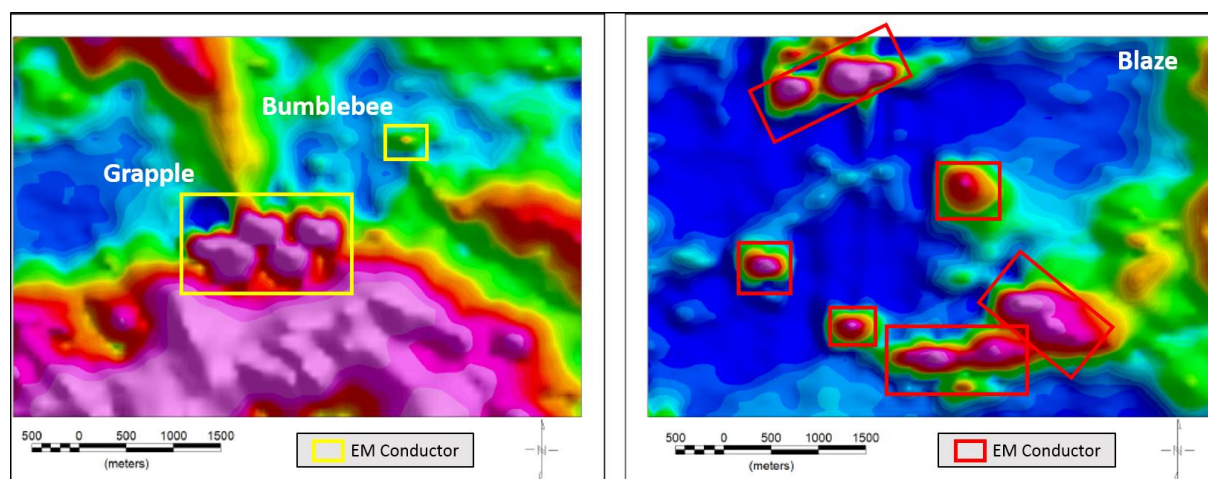 Bumblebee
Grapple
500 0 500 1000 1500
(meters)
EM Conductor
N
Blaze
500 0 500 1000 1500
(meters)
EM Conductor
N